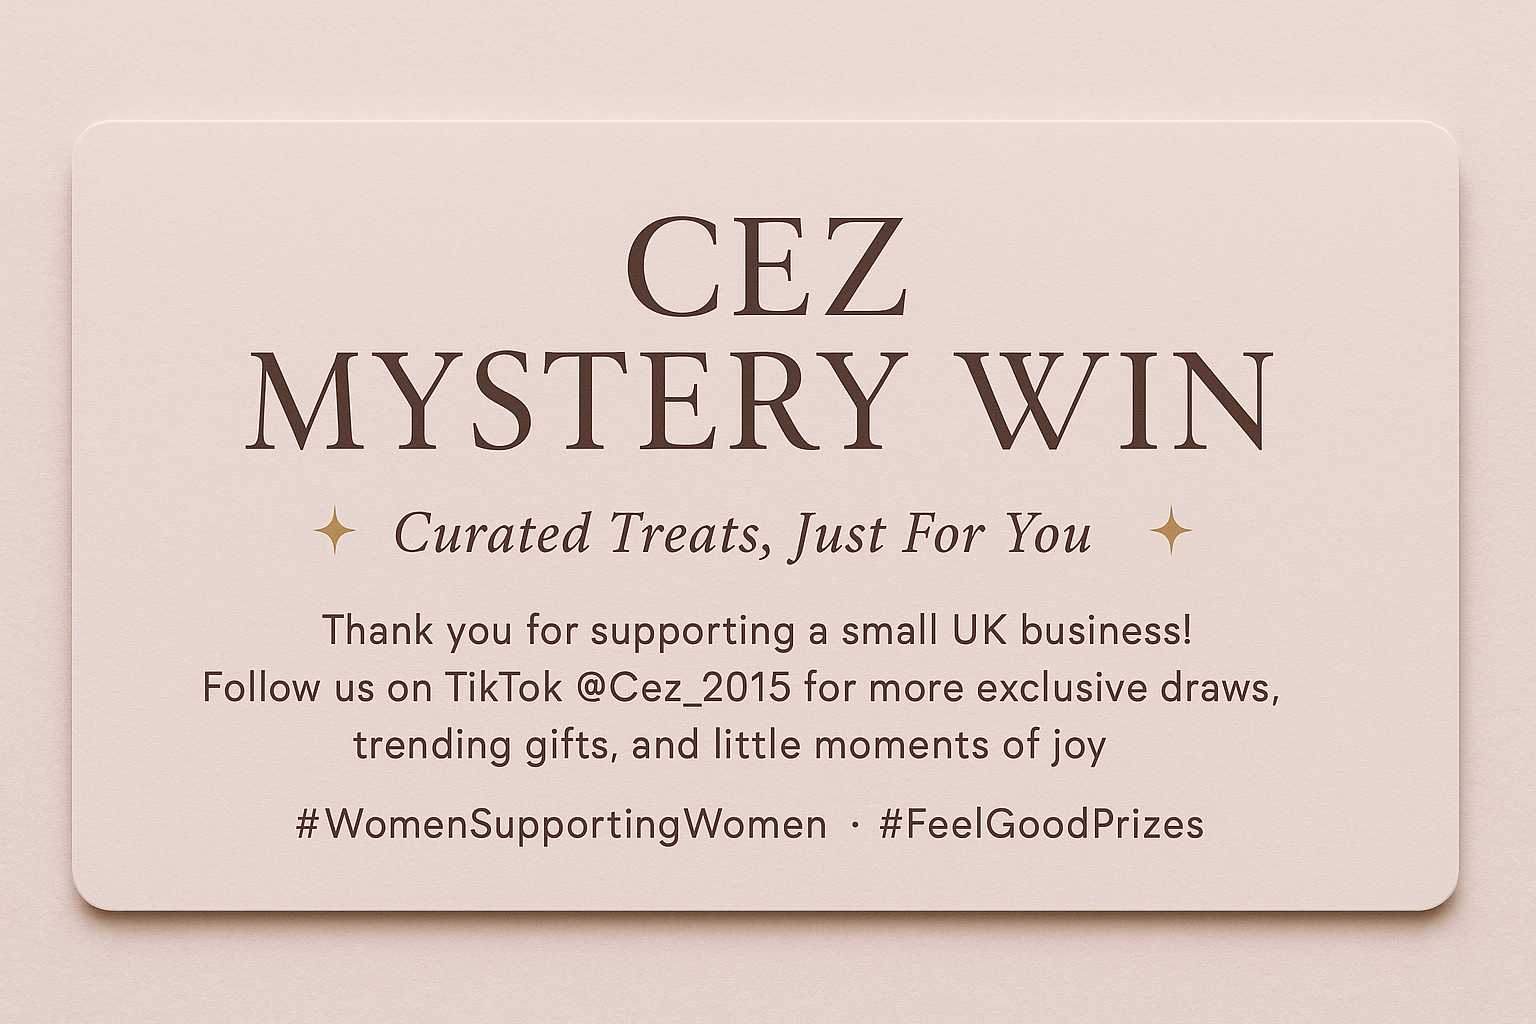 CEZ
MYSTERY WIN
Curated Treats, Just For You
Thank you for supporting a small UK business!
Follow us on TikTok @Cez_2015 for more exclusive draws,
trending gifts, and little moments of joy
#WomenSupportingWomen · #FeelGoodPrizes